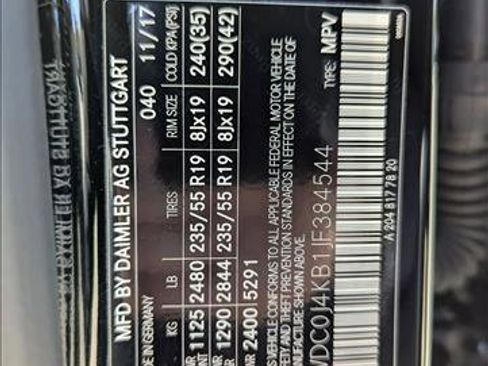 MFD BY DAIMLER AG STUTTGART
IN GERMANY 040 11/17
KG LB TIRES RIM SIZE COLD KPA(PSI)
1125 2480 235/55 R19 8Jx19 240(35)
1290 2844 235/55 R19 8Jx19 290(42)
2400 5291
VEHICLE CONFORMS TO ALL APPLICABLE FEDERAL MOTOR VEHICLE
AND THEFT PREVENTION STANDARDS IN EFFECT ON THE DATE OF
MANUFACTURE SHOWN ABOVE. TYPE: MPV
WDC0J4KB1JF384544
A 204 817 78 20